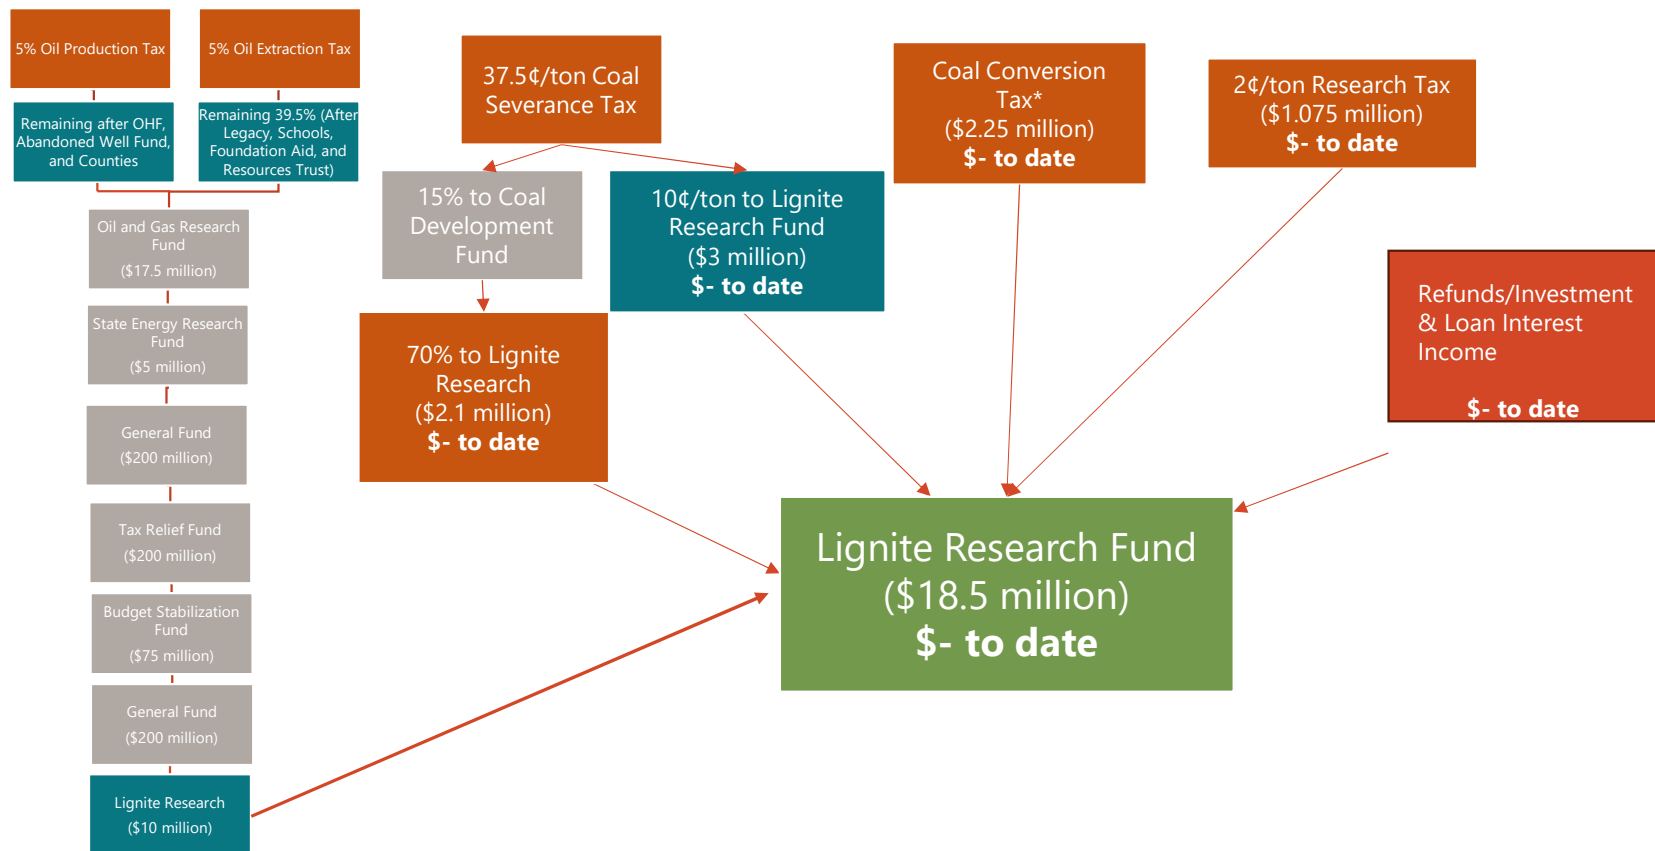 5% Oil Production Tax
5% Oil Extraction Tax
Remaining after OHF,
Abandoned Well Fund,
and Counties
Remaining 39.5% (After
Legacy, Schools,
Foundation Aid, and
Resources Trust)
Oil and Gas Research
Fund
($17.5 million)
State Energy Research
Fund
($5 million)
General Fund
($200 million)
Tax Relief Fund
($200 million)
Budget Stabilization
Fund
($75 million)
General Fund
($200 million)
Lignite Research
($10 million)
37.5¢/ton Coal
Severance Tax
15% to Coal
Development
Fund
70% to Lignite
Research
($2.1 million)
$- to date
10¢/ton to Lignite
Research Fund
($3 million)
$- to date
Coal Conversion
Tax*
($2.25 million)
$- to date
2¢/ton Research Tax
($1.075 million)
$- to date
Refunds/Investment
& Loan Interest
Income
$- to date
Lignite Research Fund
($18.5 million)
$- to date